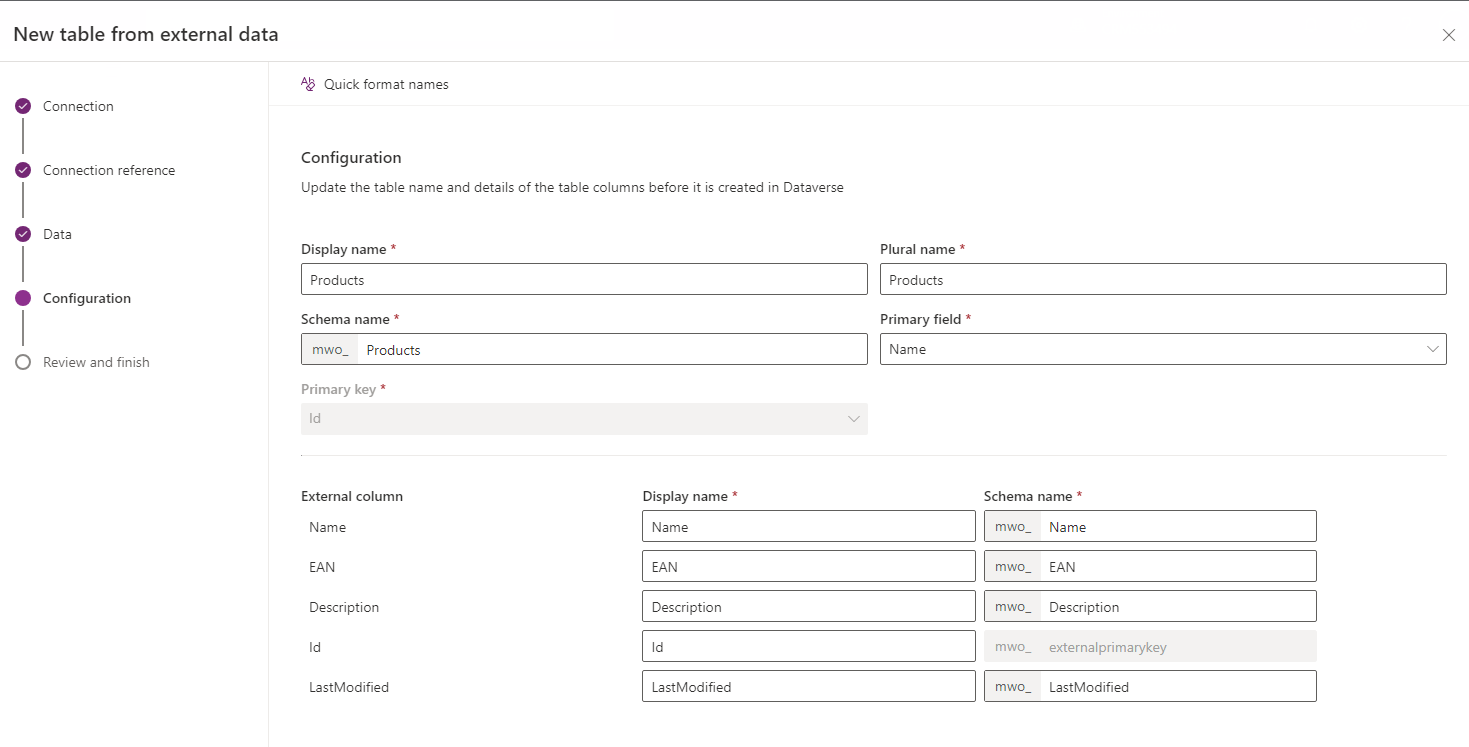 New table from external data
Connection
Connection reference
Data
Configuration
Review and finish
Quick format names
Configuration
Update the table name and details of the table columns before it is created in Dataverse
Display name * Plural name *
Products Products
Schema name * Primary field *
mwo_ Products Name
Primary key *
Id
External column Display name * Schema name *
Name Name mwo_ Name
EAN EAN mwo_ EAN
Description Description mwo_ Description
Id Id mwo_ externalprimarykey
LastModified LastModified mwo_ LastModified